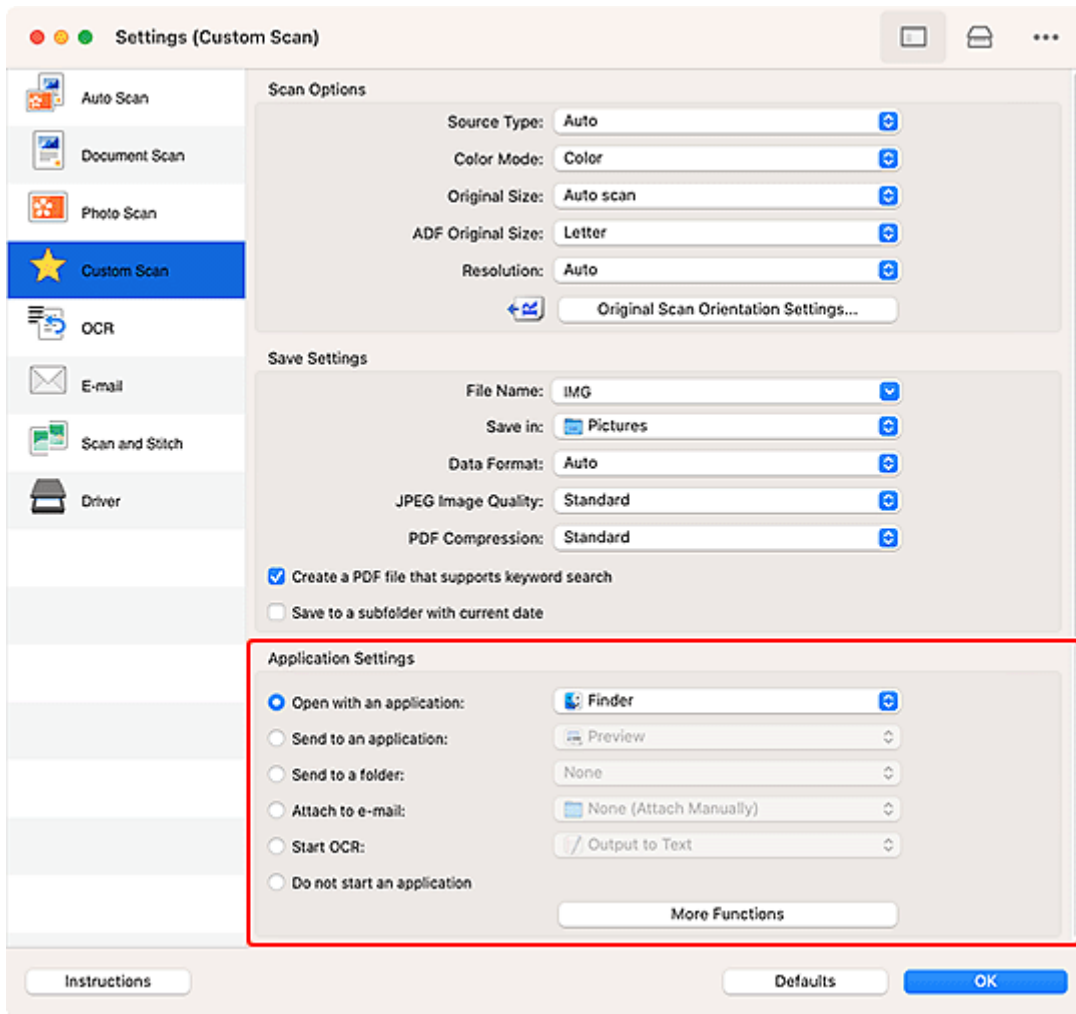 Settings (Custom Scan)
Auto Scan
Document Scan
Photo Scan
Custom Scan
OCR
E-mail
Scan and Stitch
Driver
Scan Options
Source Type: Auto
Color Mode: Color
Original Size: Auto scan
ADF Original Size: Letter
Resolution: Auto
Original Scan Orientation Settings...
Save Settings
File Name: IMG
Save in: Pictures
Data Format: Auto
JPEG Image Quality: Standard
PDF Compression: Standard
Create a PDF file that supports keyword search
Save to a subfolder with current date
Application Settings
Open with an application: Finder
Send to an application: Preview
Send to a folder: None
Attach to e-mail: None (Attach Manually)
Start OCR: Output to Text
Do not start an application
More Functions
Instructions Defaults OK